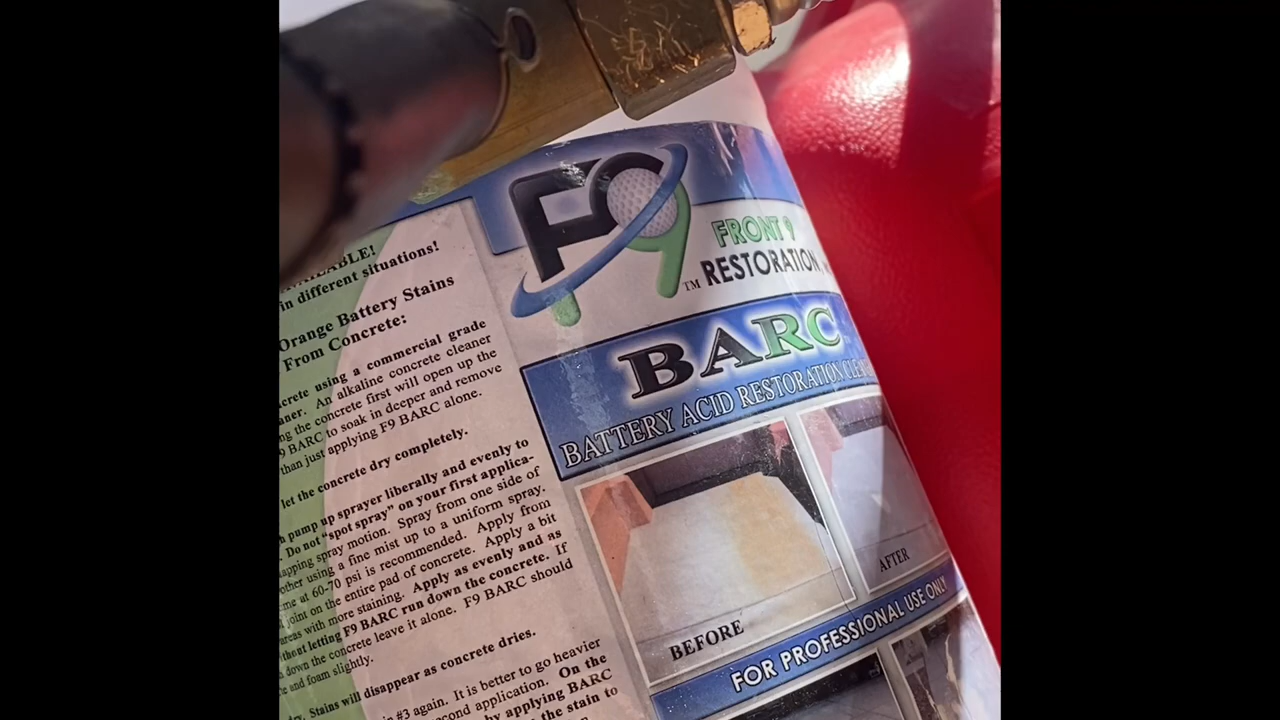 AILABLE!
in different situations!
Orange Battery Stains
From Concrete:
crete using a commercial grade
aner. An alkaline concrete cleaner
ng the concrete first will open up the
9 BARC to soak in deeper and remove
than just applying F9 BARC alone.
let the concrete dry completely.
pump up sprayer liberally and evenly to
. Do not "spot spray" on your first applica-
apping spray motion. Spray from one side of
other using a fine mist up to a uniform spray.
me at 60-70 psi is recommended. Apply from
joint on the entire pad of concrete. Apply a bit
areas with more staining. Apply as evenly and as
thout letting F9 BARC run down the concrete. If
down the concrete leave it alone. F9 BARC should
e and foam slightly.
dry. Stains will disappear as concrete dries.
in #3 again. It is better to go heavier
cond application. On the
by applying BARC
the stain to
F9
FRONT 9
TM RESTORATION
BARC
BATTERY ACID RESTORATION CLEA
BEFORE
AFTER
FOR PROFESSIONAL USE ONLY